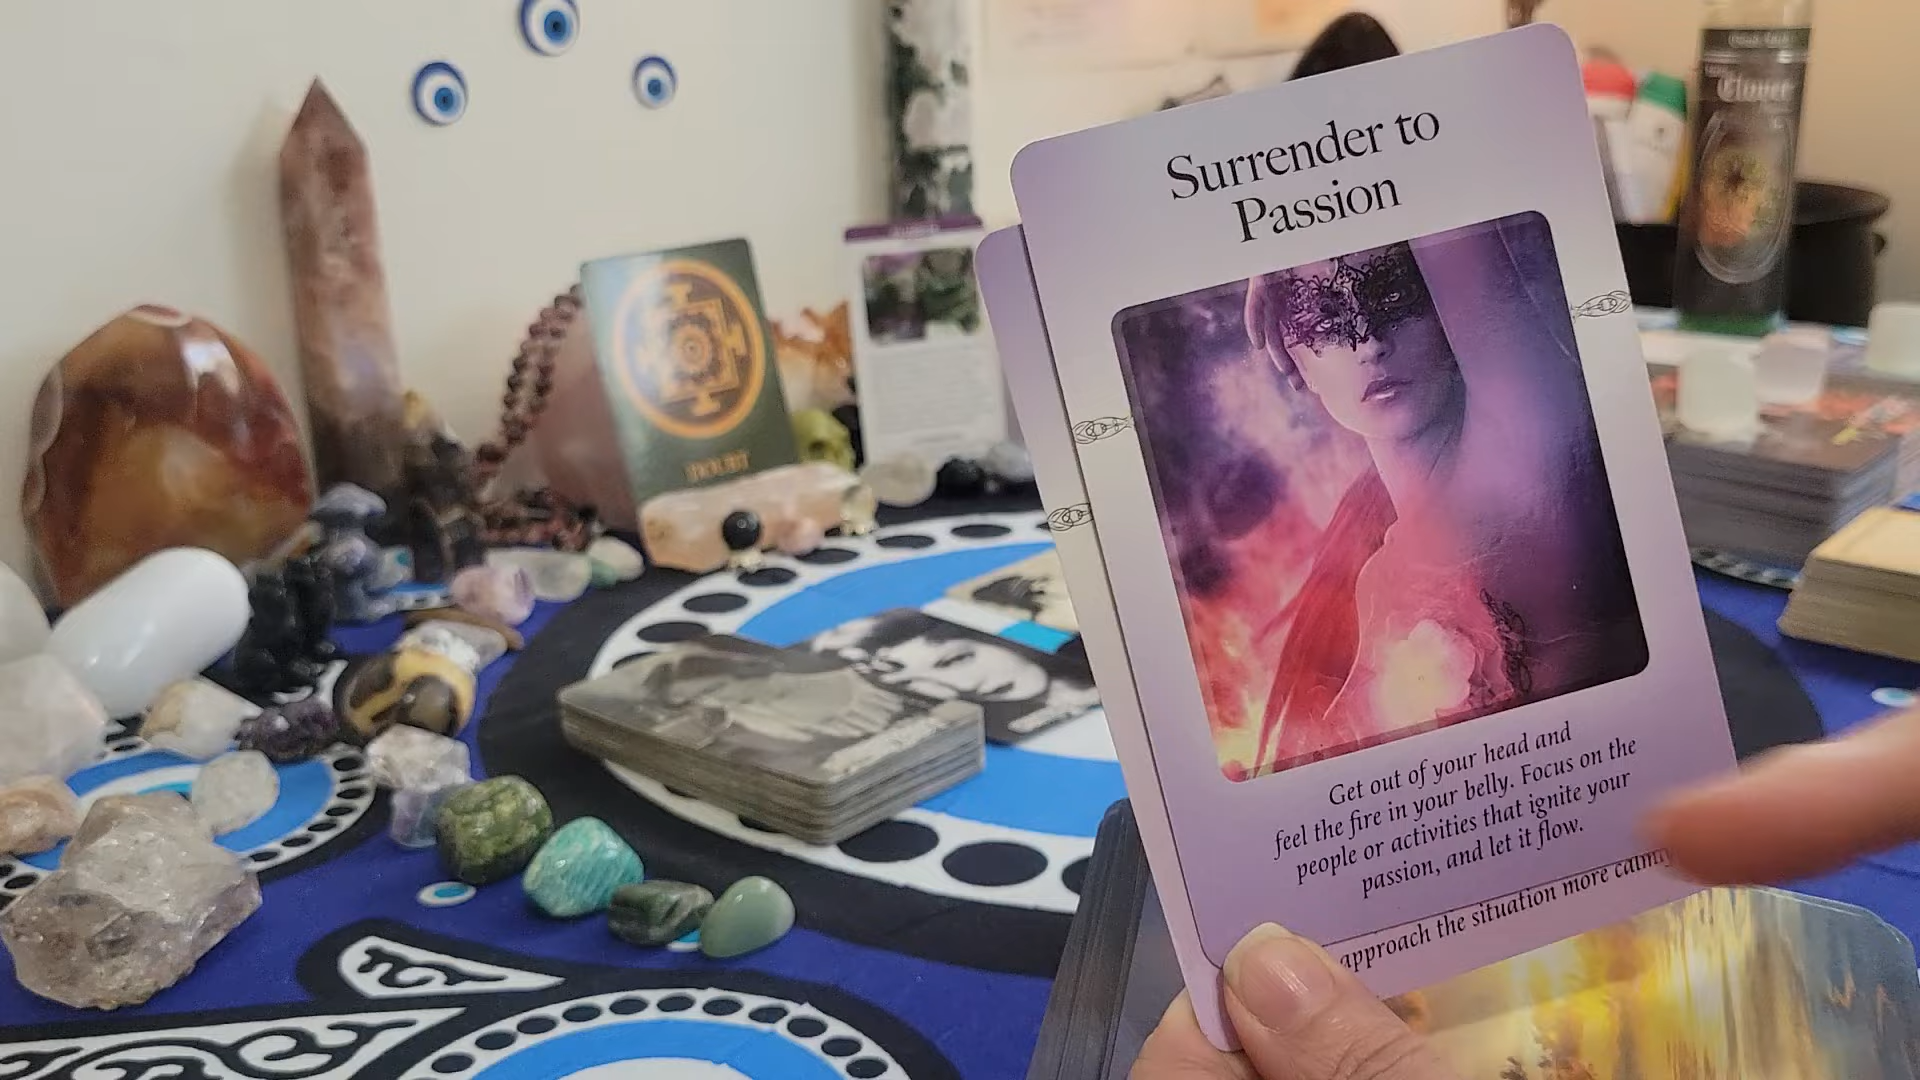 Surrender to
Passion
Get out of your head and
feel the fire in your belly. Focus on the
people or activities that ignite your
passion, and let it flow.
approach the situation more calmly
DOUBT
Clover